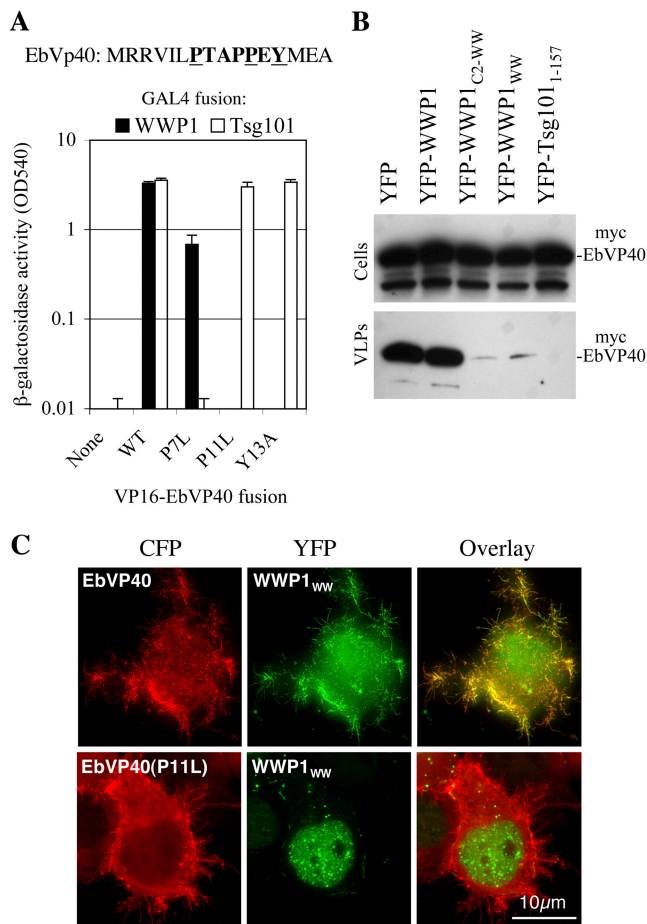 A
EbVp40: MRRVILPTAPPEYMEA
GAL4 fusion:
WWP1 Tsg101
β-galactosidase activity (OD540)
10
1
0.1
0.01
None WT P7L P11L Y13A
VP16-EbVP40 fusion
B
YFP YFP-WWP1 YFP-WWP1C2-WW YFP-WWP1WW YFP-Tsg1011-157
Cells
myc
-EbVP40
VLPs
myc
-EbVP40
C
CFP YFP Overlay
EbVP40 WWP1WW
EbVP40(P11L) WWP1WW
10µm